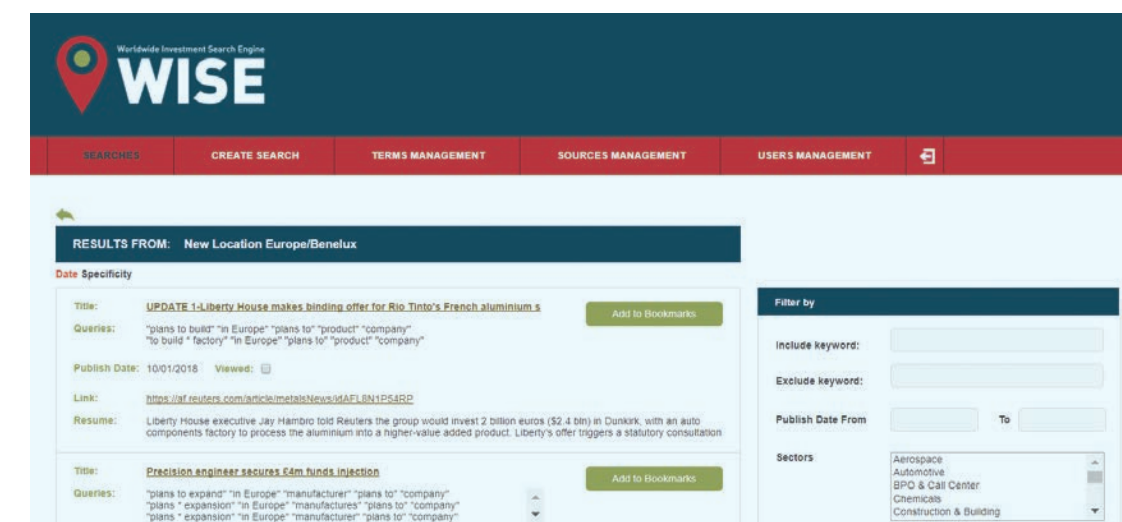 Worldwide Investment Search Engine
WISE
SEARCHES CREATE SEARCH TERMS MANAGEMENT SOURCES MANAGEMENT USERS MANAGEMENT
RESULTS FROM: New Location Europe/Benelux
Date Specificity
Title: UPDATE 1-Liberty House makes binding offer for Rio Tinto's French aluminium s
Add to Bookmarks
Queries: "plans to build" "in Europe" "plans to" "product" "company"
"to build * factory" "in Europe" "plans to" "product" "company"
Publish Date: 10/01/2018 Viewed:
Link: https://af.reuters.com/article/metalsNews/idAFL8N1P54RP
Resume: Liberty House executive Jay Hambro told Reuters the group would invest 2 billion euros ($2.4 bln) in Dunkirk, with an auto
components factory to process the aluminium into a higher-value added product. Liberty's offer triggers a statutory consultation
Title: Precision engineer secures £4m funds injection
Add to Bookmarks
Queries: "plans to expand" "in Europe" "manufacturer" "plans to" "company"
"plans * expansion" "in Europe" "manufactures" "plans to" "company"
"plans * expansion" "in Europe" "manufacturer" "plans to" "company"
Filter by
Include keyword:
Exclude keyword:
Publish Date From To
Sectors
Aerospace
Automotive
BPO & Call Center
Chemicals
Construction & Building